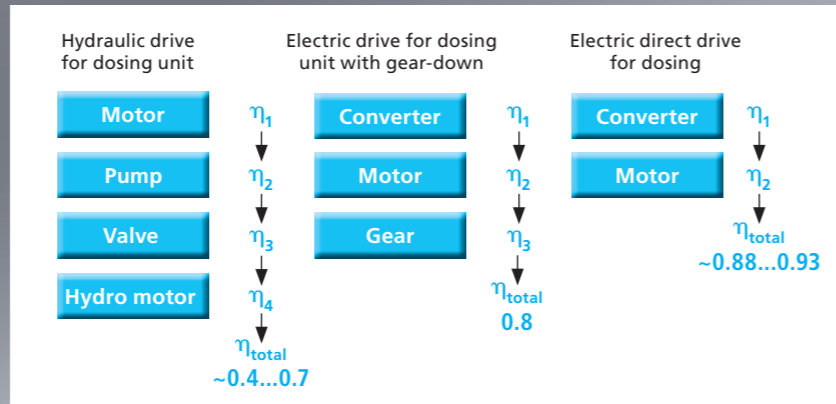 Hydraulic drive
for dosing unit
Motor η1
Pump η2
Valve η3
Hydro motor η4
ηtotal
~0.4...0.7
Electric drive for dosing
unit with gear-down
Converter η1
Motor η2
Gear η3
ηtotal
0.8
Electric direct drive
for dosing
Converter η1
Motor η2
ηtotal
~0.88...0.93